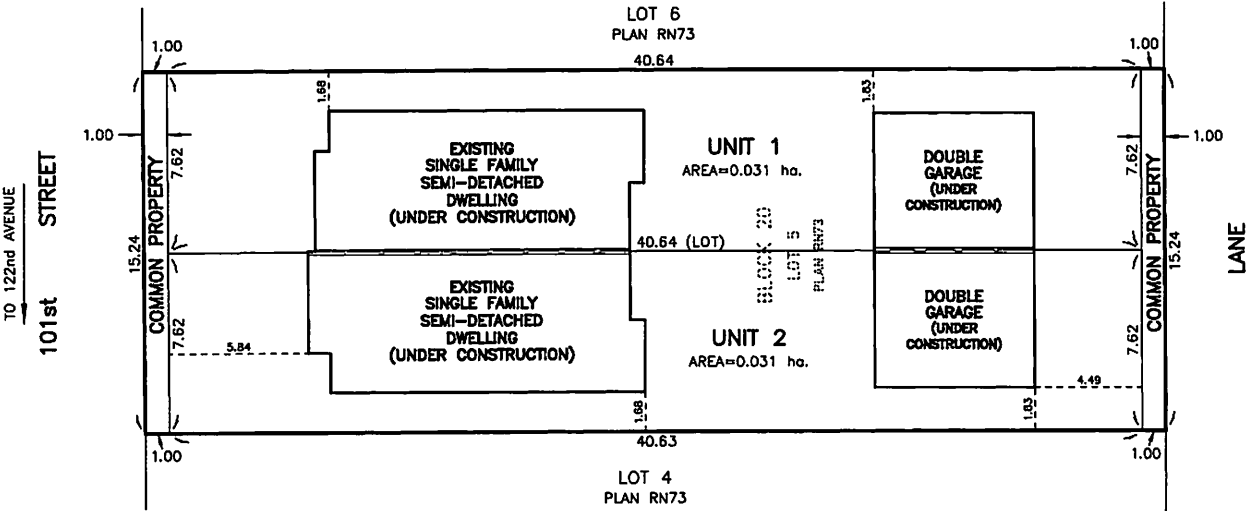 LOT 6
PLAN RN73
1.00
40.64
1.00
1.68
1.83
1.00
1.00
7.62
7.62
EXISTING
SINGLE FAMILY
SEMI-DETACHED
DWELLING
(UNDER CONSTRUCTION)
UNIT 1
AREA=0.031 ha.
DOUBLE
GARAGE
(UNDER
CONSTRUCTION)
TO 122nd AVENUE
101st STREET
15.24
COMMON PROPERTY
40.64 (LOT)
BLOCK 20
LOT 5
PLAN RN73
COMMON PROPERTY
15.24
LANE
7.62
5.84
EXISTING
SINGLE FAMILY
SEMI-DETACHED
DWELLING
(UNDER CONSTRUCTION)
UNIT 2
AREA=0.031 ha.
DOUBLE
GARAGE
(UNDER
CONSTRUCTION)
7.62
4.49
1.68
1.83
1.00
40.63
1.00
LOT 4
PLAN RN73